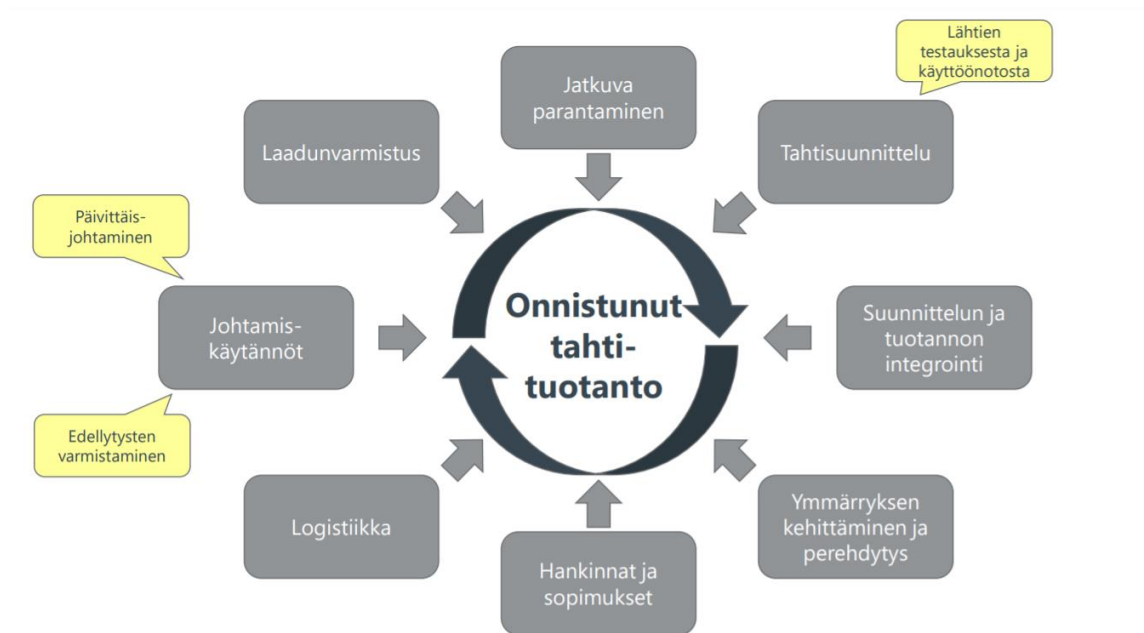 Lähtien
testauksesta ja
käyttöönotosta
Jatkuva
parantaminen
Laadunvarmistus
Tahtisuunnittelu
Päivittäis-
johtaminen
Onnistunut
tahti-
tuotanto
Johtamis-
käytännöt
Suunnittelun ja
tuotannon
integrointi
Edellytysten
varmistaminen
Logistiikka
Ymmärryksen
kehittäminen ja
perehdytys
Hankinnat ja
sopimukset